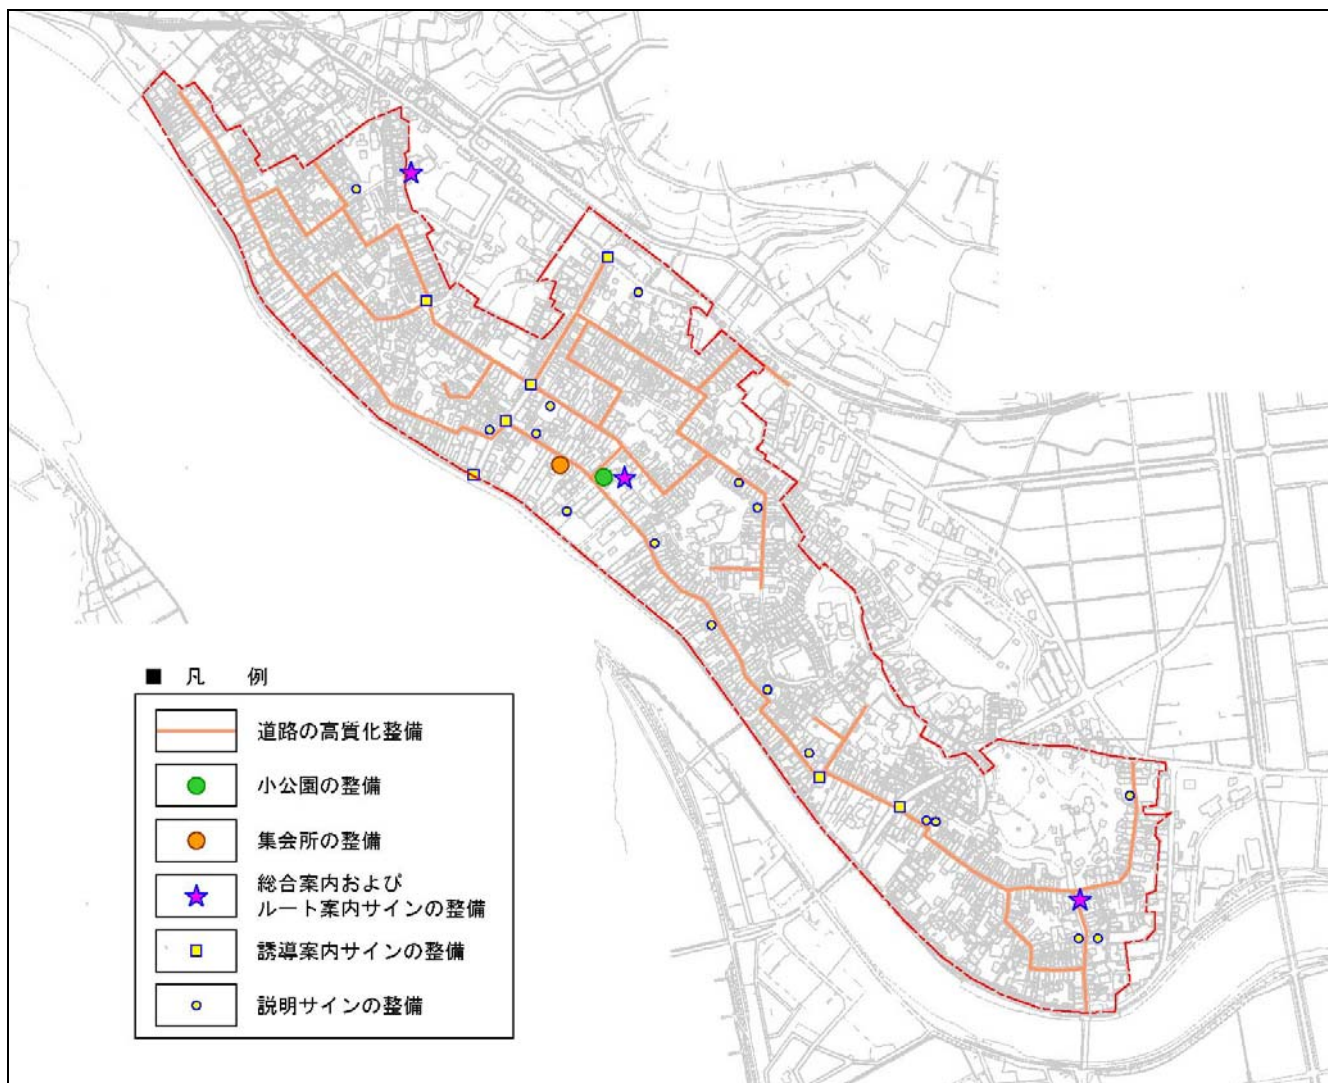 ■ 凡 例
道路の高質化整備
小公園の整備
集会所の整備
総合案内および
ルート案内サインの整備
誘導案内サインの整備
説明サインの整備